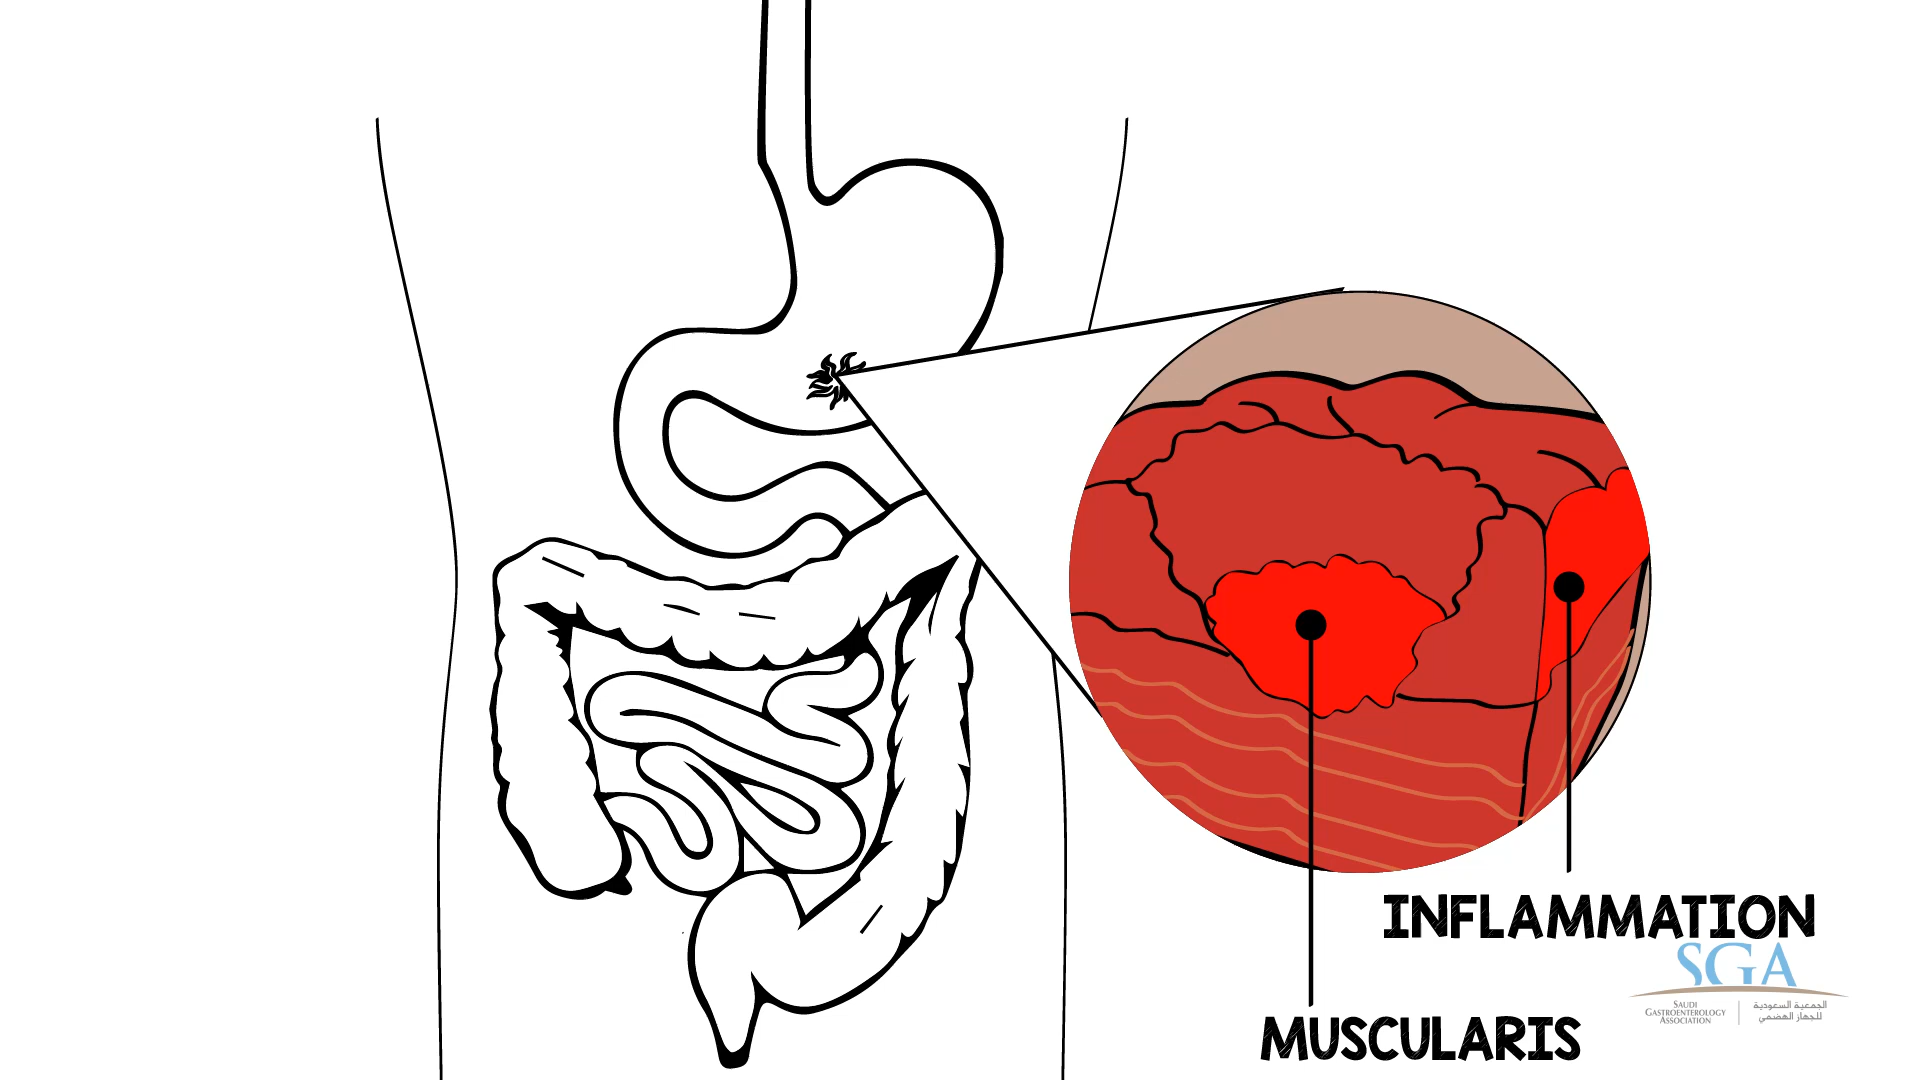 INFLAMMATION
SGA
SAUDI
GASTROENTEROLOGY
ASSOCIATION
الجمعية السعودية
للجهاز الهضمي
MUSCULARIS